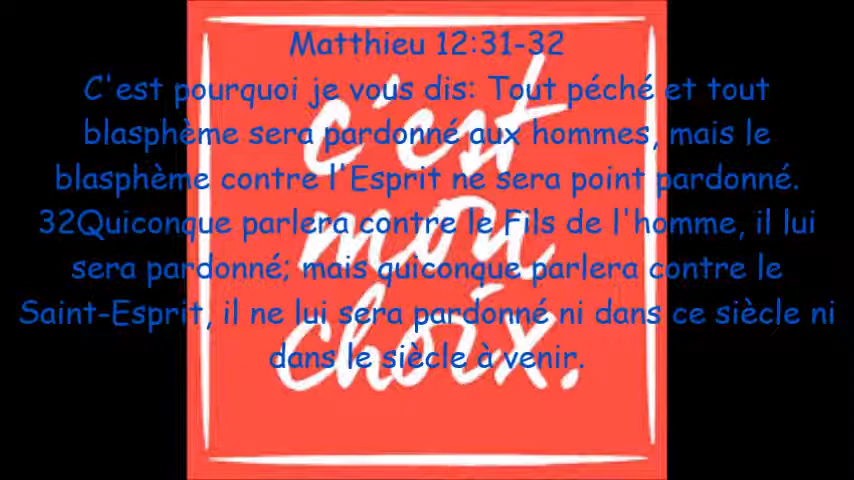 Matthieu 12:31-32
C'est pourquoi je vous dis: Tout péché et tout
blasphème sera pardonné aux hommes, mais le
blasphème contre l'Esprit ne sera point pardonné.
32Quiconque parlera contre le Fils de l'homme, il lui
sera pardonné; mais quiconque parlera contre le
Saint-Esprit, il ne lui sera pardonné ni dans ce siècle ni
dans le siècle à venir.
c'est
mon
choix.